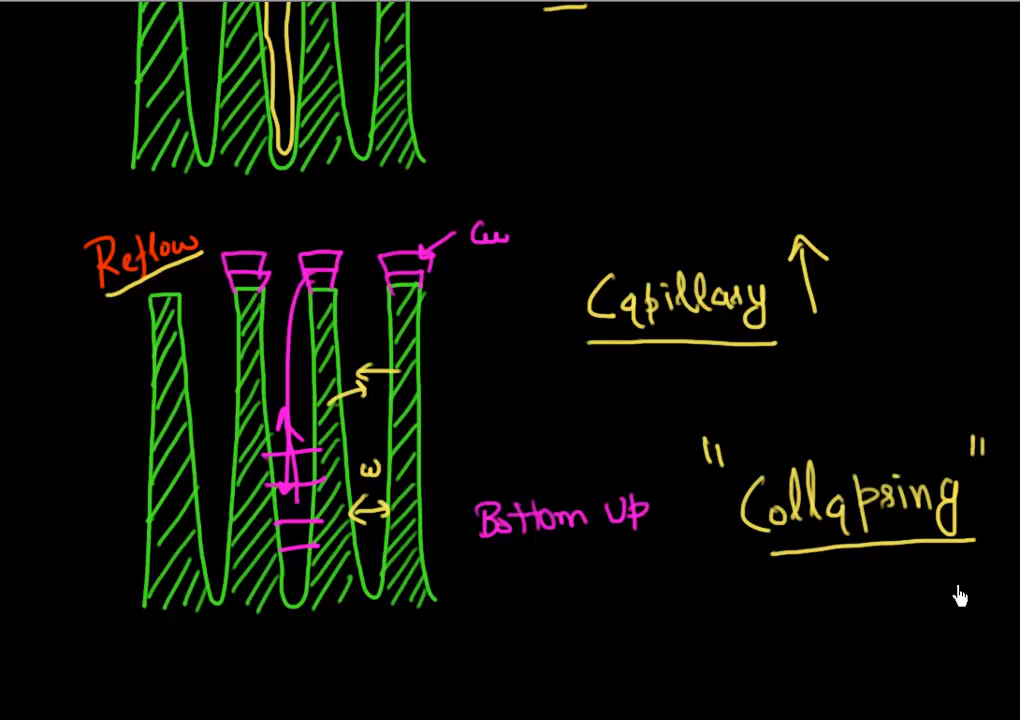 Cu
Reflow
Capillary
ω
"Collapsing"
Bottom up